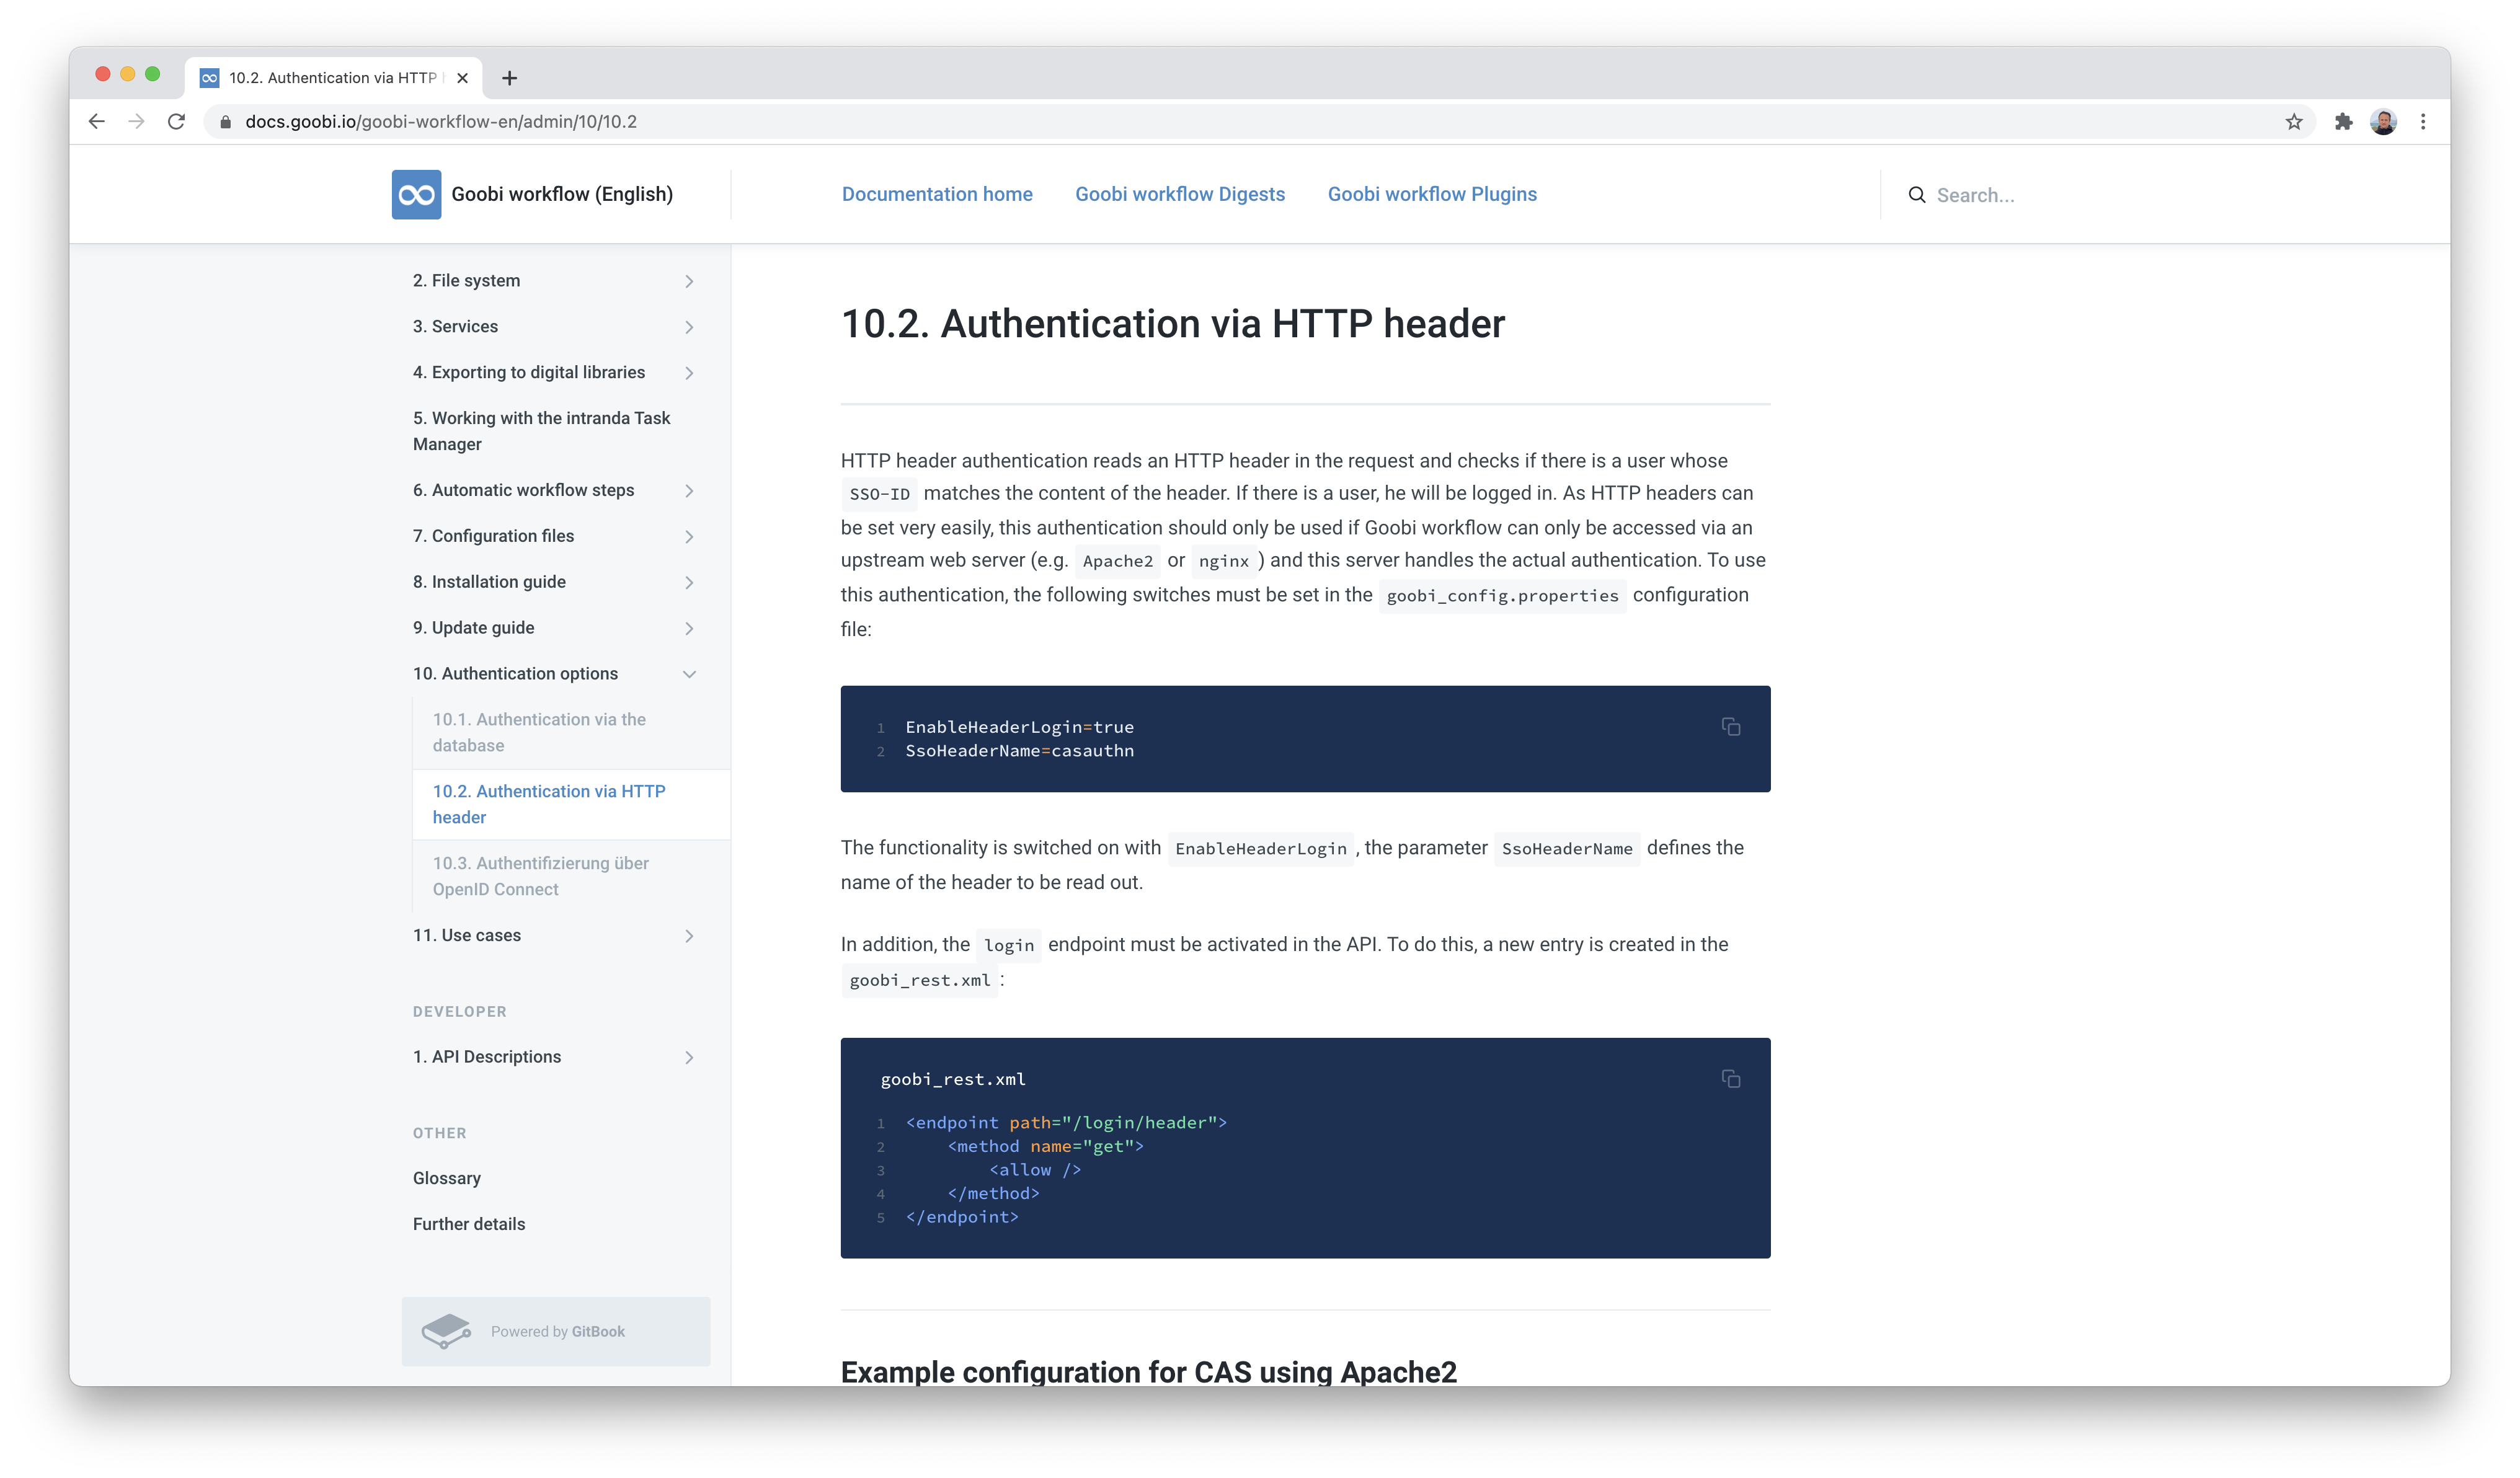 10.2. Authentication via HTTP
docs.goobi.io/goobi-workflow-en/admin/10/10.2
Goobi workflow (English)
Documentation home
Goobi workflow Digests
Goobi workflow Plugins
Search...
2. File system
3. Services
4. Exporting to digital libraries
5. Working with the intranda Task
Manager
6. Automatic workflow steps
7. Configuration files
8. Installation guide
9. Update guide
10. Authentication options
10.1. Authentication via the
database
10.2. Authentication via HTTP
header
10.3. Authentifizierung über
OpenID Connect
11. Use cases
DEVELOPER
1. API Descriptions
OTHER
Glossary
Further details
Powered by GitBook
10.2. Authentication via HTTP header
HTTP header authentication reads an HTTP header in the request and checks if there is a user whose
SSO-ID matches the content of the header. If there is a user, he will be logged in. As HTTP headers can
be set very easily, this authentication should only be used if Goobi workflow can only be accessed via an
upstream web server (e.g. Apache2 or nginx ) and this server handles the actual authentication. To use
this authentication, the following switches must be set in the goobi_config.properties configuration
file:
1 EnableHeaderLogin=true
2 SsoHeaderName=casauthn
The functionality is switched on with EnableHeaderLogin , the parameter SsoHeaderName defines the
name of the header to be read out.
In addition, the login endpoint must be activated in the API. To do this, a new entry is created in the
goobi_rest.xml :
goobi_rest.xml
1 <endpoint path="/login/header">
2     <method name="get">
3         <allow />
4     </method>
5 </endpoint>
Example configuration for CAS using Apache2